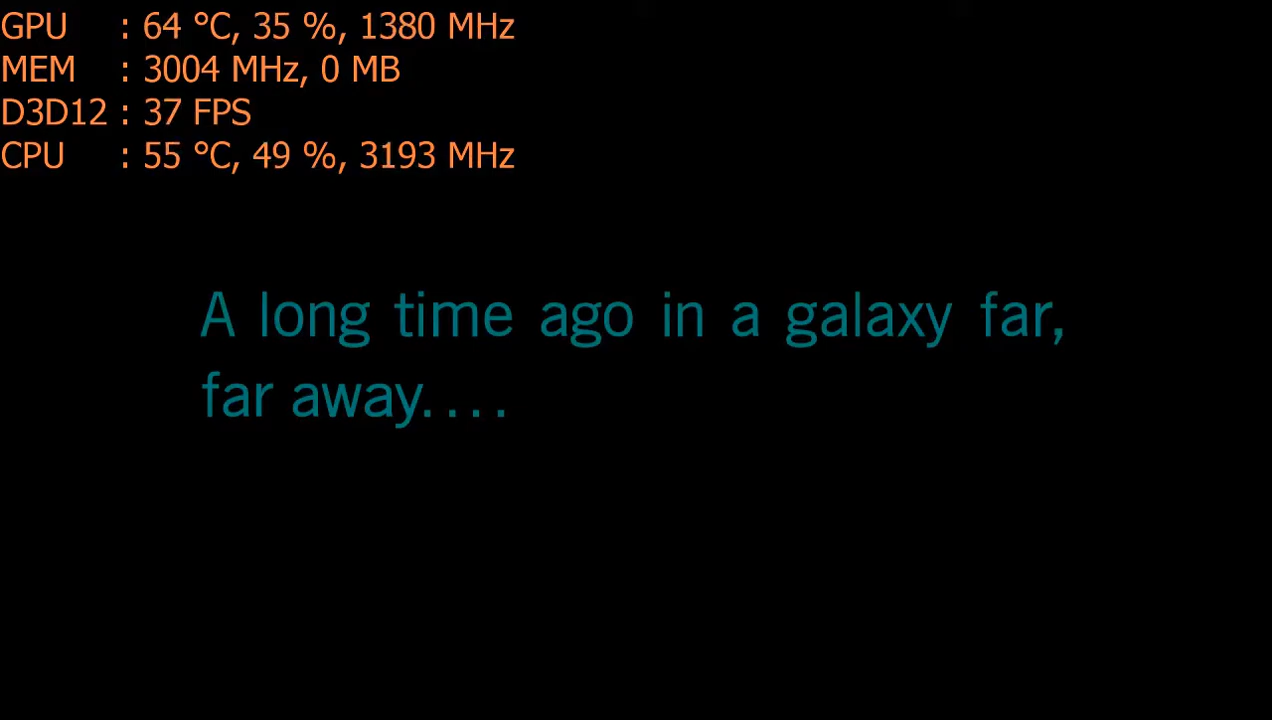 GPU : 64 °C, 35 %, 1380 MHz
MEM : 3004 MHz, 0 MB
D3D12 : 37 FPS
CPU : 55 °C, 49 %, 3193 MHz
A long time ago in a galaxy far,
far away....